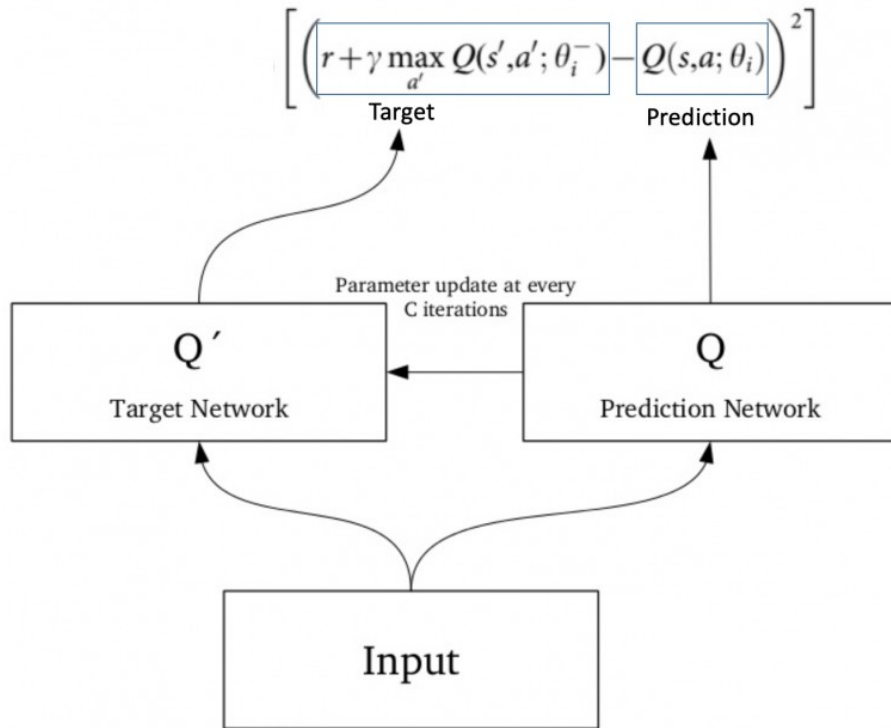 [(r + γ max_{a′} Q(s′,a′; θ_i^−) − Q(s,a; θ_i))^2]
Target
Prediction
Parameter update at every
C iterations
Q´
Target Network
Q
Prediction Network
Input